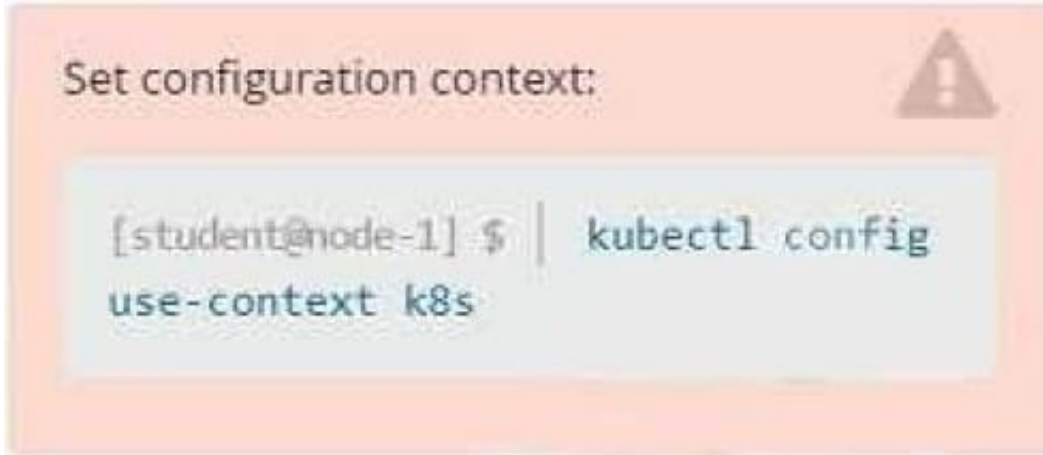 Set configuration context:
[student@node-1] $ | kubectl config
use-context k8s